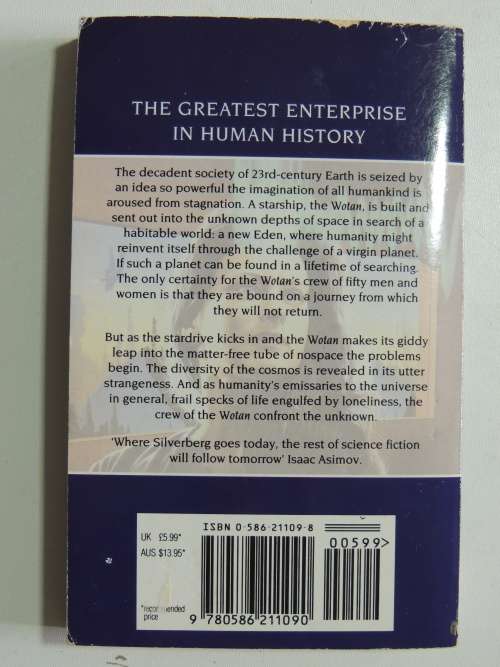 THE GREATEST ENTERPRISE
IN HUMAN HISTORY
The decadent society of 23rd-century Earth is seized by
an idea so powerful the imagination of all humankind is
aroused from stagnation. A starship, the Wotan, is built and
sent out into the unknown depths of space in search of a
habitable world: a new Eden, where humanity might
reinvent itself through the challenge of a virgin planet.
If such a planet can be found in a lifetime of searching.
The only certainty for the Wotan's crew of fifty men and
women is that they are bound on a journey from which
they will not return.
But as the stardrive kicks in and the Wotan makes its giddy
leap into the matter-free tube of nospace the problems
begin. The diversity of the cosmos is revealed in its utter
strangeness. And as humanity's emissaries to the universe
in general, frail specks of life engulfed by loneliness, the
crew of the Wotan confront the unknown.
'Where Silverberg goes today, the rest of science fiction
will follow tomorrow' Isaac Asimov.
ISBN 0-586-21109-8
UK £5.99*
AUS $13.95*
00599>
price
9 780586 211090